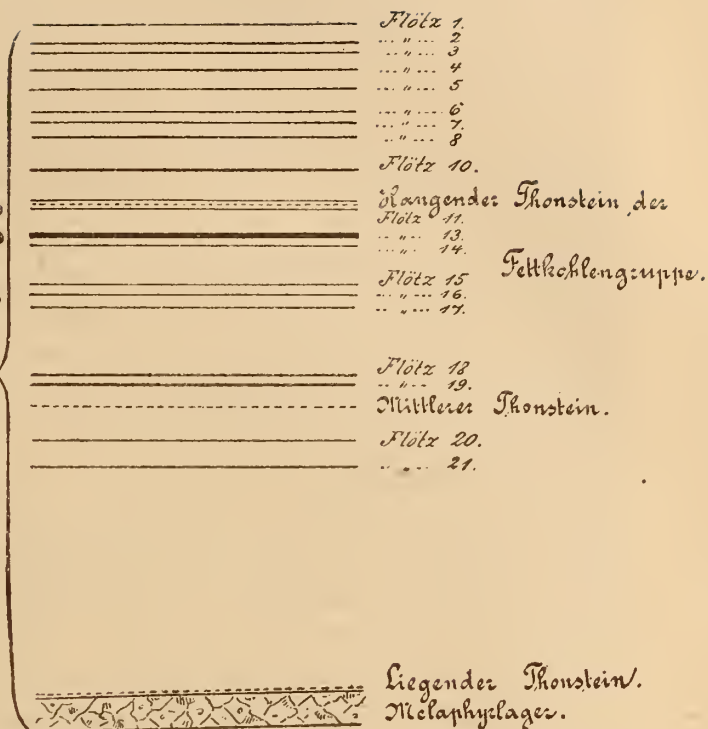 Flötz 1.
... " ... 2
... " ... 3
... " ... 4
... " ... 5
... " ... 6
... " ... 7.
... " ... 8
Flötz 10.
Hangender Thonstein der
Flötz 11.
... " ... 13.
... " ... 14.
Fettkohlengruppe.
Flötz 15
... " ... 16.
... " ... 17.
Flötz 18
... " ... 19.
Mittlerer Thonstein.
Flötz 20.
... " ... 21.
Liegender Thonstein.
Melaphyrlager.